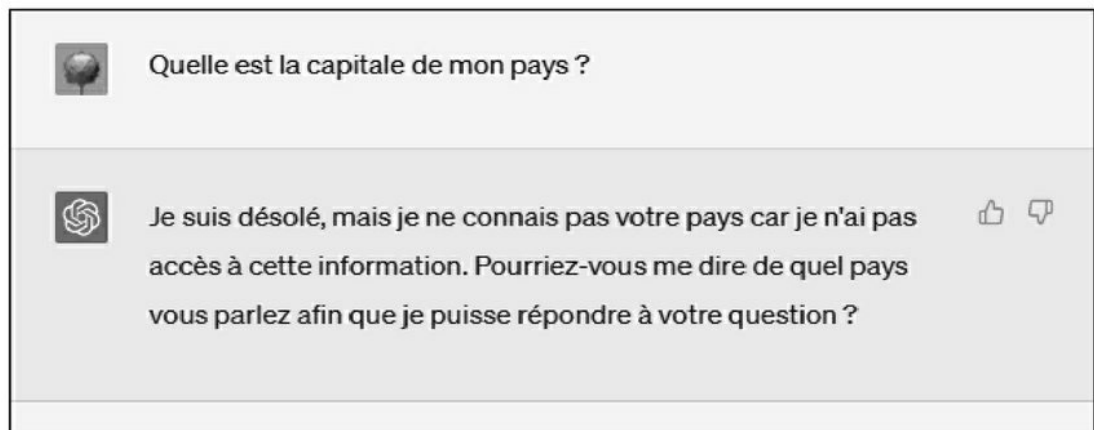 Quelle est la capitale de mon pays ?
Je suis désolé, mais je ne connais pas votre pays car je n'ai pas
accès à cette information. Pourriez-vous me dire de quel pays
vous parlez afin que je puisse répondre à votre question ?